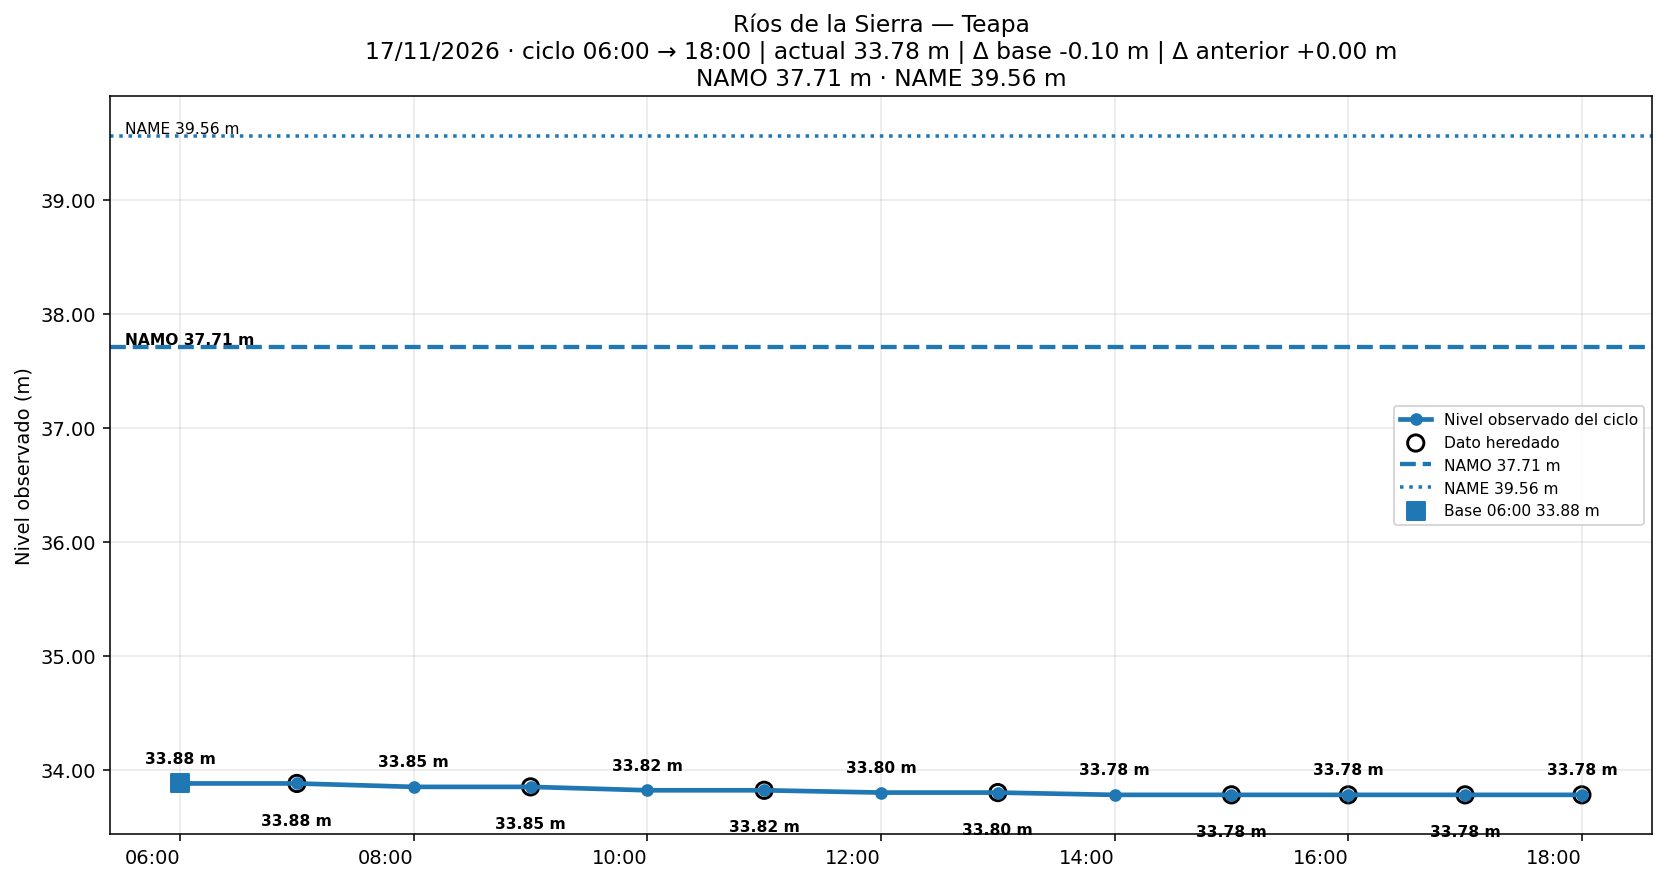 Ríos de la Sierra — Teapa
17/11/2026 · ciclo 06:00 → 18:00 | actual 33.78 m | Δ base -0.10 m | Δ anterior +0.00 m
NAMO 37.71 m · NAME 39.56 m
Nivel observado (m)
39.00
38.00
37.00
36.00
35.00
34.00
NAME 39.56 m
NAMO 37.71 m
Nivel observado del ciclo
Dato heredado
NAMO 37.71 m
NAME 39.56 m
Base 06:00 33.88 m
33.88 m
33.88 m
33.85 m
33.85 m
33.82 m
33.82 m
33.80 m
33.80 m
33.78 m
33.78 m
33.78 m
33.78 m
33.78 m
06:00
08:00
10:00
12:00
14:00
16:00
18:00